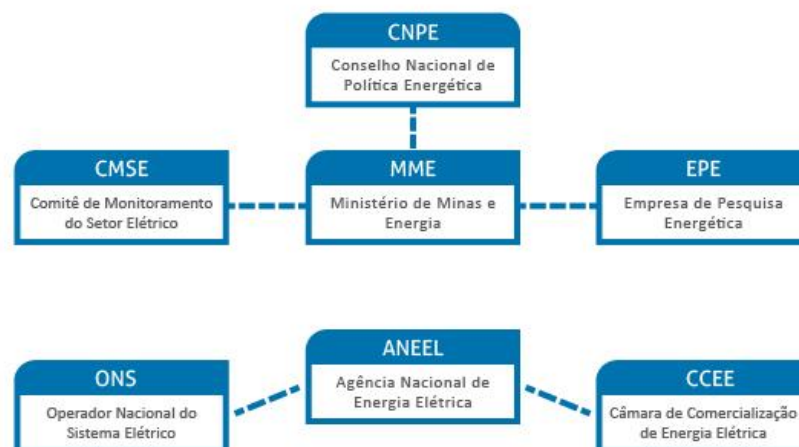 CNPE
Conselho Nacional de
Política Energética
CMSE
Comitê de Monitoramento
do Setor Elétrico
MME
Ministério de Minas e
Energia
EPE
Empresa de Pesquisa
Energética
ANEEL
Agência Nacional de
Energia Elétrica
ONS
Operador Nacional do
Sistema Elétrico
CCEE
Câmara de Comercialização
de Energia Elétrica